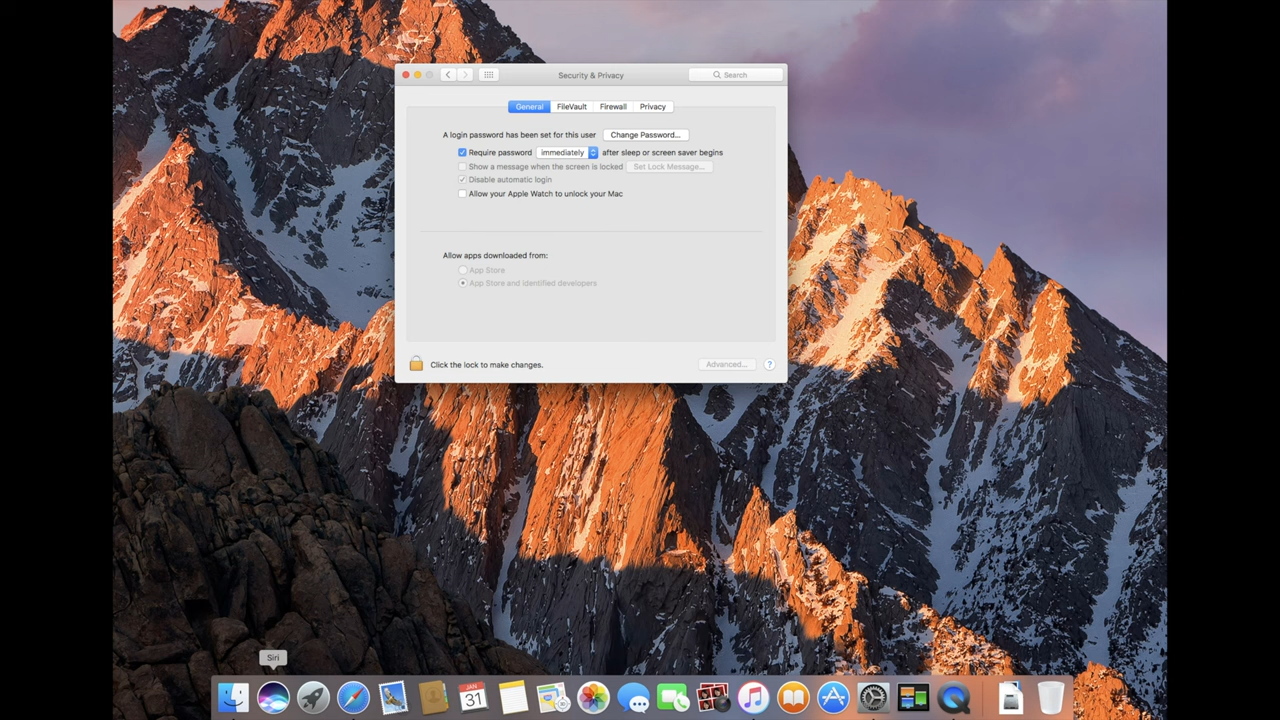 Security & Privacy
Search
General FileVault Firewall Privacy
A login password has been set for this user Change Password...
Require password immediately after sleep or screen saver begins
Show a message when the screen is locked Set Lock Message...
Disable automatic login
Allow your Apple Watch to unlock your Mac
Allow apps downloaded from:
App Store
App Store and identified developers
Click the lock to make changes.
Advanced... ?
Siri
JAN
31